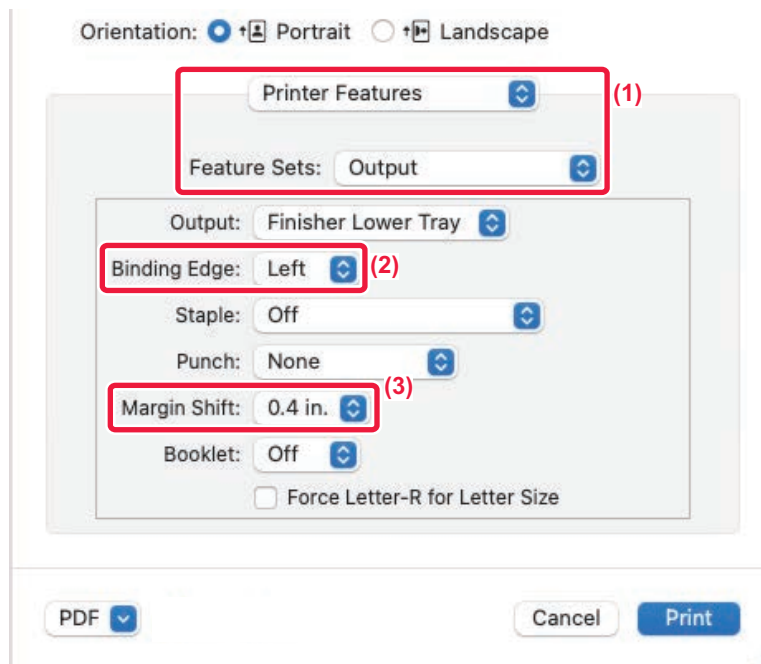 Orientation: Portrait Landscape
Printer Features (1)
Feature Sets: Output
Output: Finisher Lower Tray
Binding Edge: Left (2)
Staple: Off
Punch: None
Margin Shift: 0.4 in. (3)
Booklet: Off
Force Letter-R for Letter Size
PDF Cancel Print